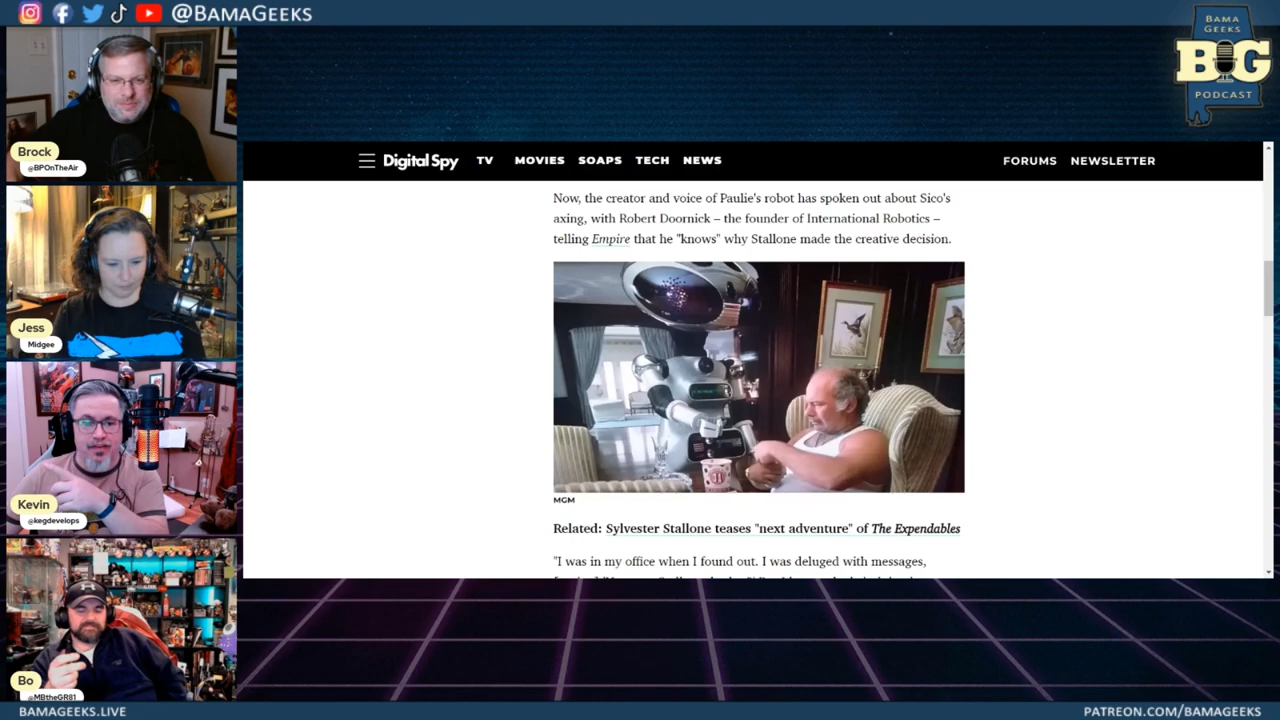 @BAMAGEEKS
BAMA
GEEKS
BG
PODCAST
Brock
@BPOnTheAir
Jess
Midgee
Kevin
@kegdevelops
Bo
@MBtheGR81
Digital Spy TV MOVIES SOAPS TECH NEWS FORUMS NEWSLETTER
Now, the creator and voice of Paulie's robot has spoken out about Sico's
axing, with Robert Doornick – the founder of International Robotics –
telling Empire that he "knows" why Stallone made the creative decision.
MGM
Related: Sylvester Stallone teases "next adventure" of The Expendables
"I was in my office when I found out. I was deluged with messages,
BAMAGEEKS.LIVE
PATREON.COM/BAMAGEEKS